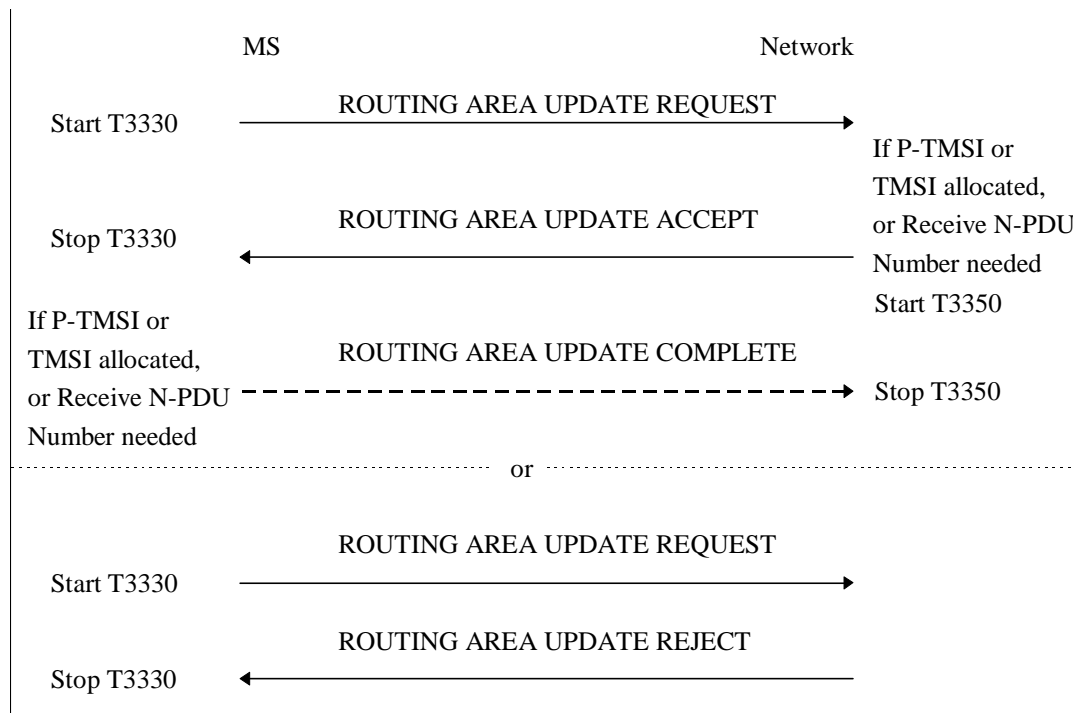 MS
Network
ROUTING AREA UPDATE REQUEST
Start T3330
If P-TMSI or
TMSI allocated,
or Receive N-PDU
Number needed
Start T3350
ROUTING AREA UPDATE ACCEPT
Stop T3330
If P-TMSI or
TMSI allocated,
or Receive N-PDU
Number needed
ROUTING AREA UPDATE COMPLETE
Stop T3350
or
ROUTING AREA UPDATE REQUEST
Start T3330
ROUTING AREA UPDATE REJECT
Stop T3330